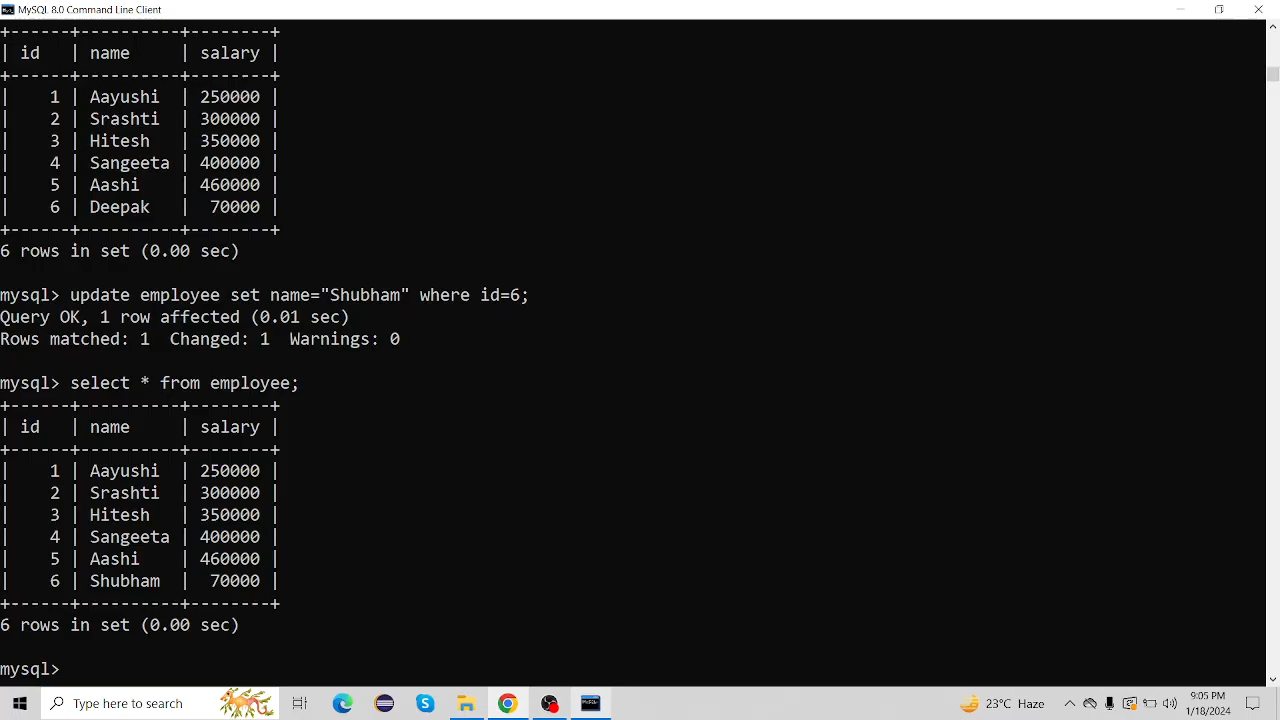 MySQL 8.0 Command Line Client
+------+----------+--------+
| id   | name     | salary |
+------+----------+--------+
|    1 | Aayushi  | 250000 |
|    2 | Srashti  | 300000 |
|    3 | Hitesh   | 350000 |
|    4 | Sangeeta | 400000 |
|    5 | Aashi    | 460000 |
|    6 | Deepak   |  70000 |
+------+----------+--------+
6 rows in set (0.00 sec)
mysql> update employee set name="Shubham" where id=6;
Query OK, 1 row affected (0.01 sec)
Rows matched: 1  Changed: 1  Warnings: 0
mysql> select * from employee;
+------+----------+--------+
| id   | name     | salary |
+------+----------+--------+
|    1 | Aayushi  | 250000 |
|    2 | Srashti  | 300000 |
|    3 | Hitesh   | 350000 |
|    4 | Sangeeta | 400000 |
|    5 | Aashi    | 460000 |
|    6 | Shubham  |  70000 |
+------+----------+--------+
6 rows in set (0.00 sec)
mysql>
Type here to search
23°C Haze
9:05 PM
1/18/2024